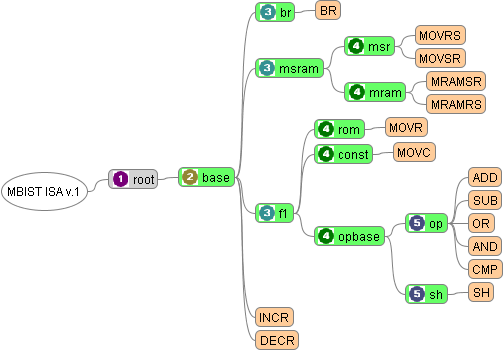 MBIST ISA v.1
1 root
2 base
3 br
BR
3 msram
4 msr
MOVRS
MOVSR
4 mram
MRAMSR
MRAMRS
3 f1
4 rom
MOVR
4 const
MOVC
4 opbase
5 op
ADD
SUB
OR
AND
CMP
5 sh
SH
INCR
DECR